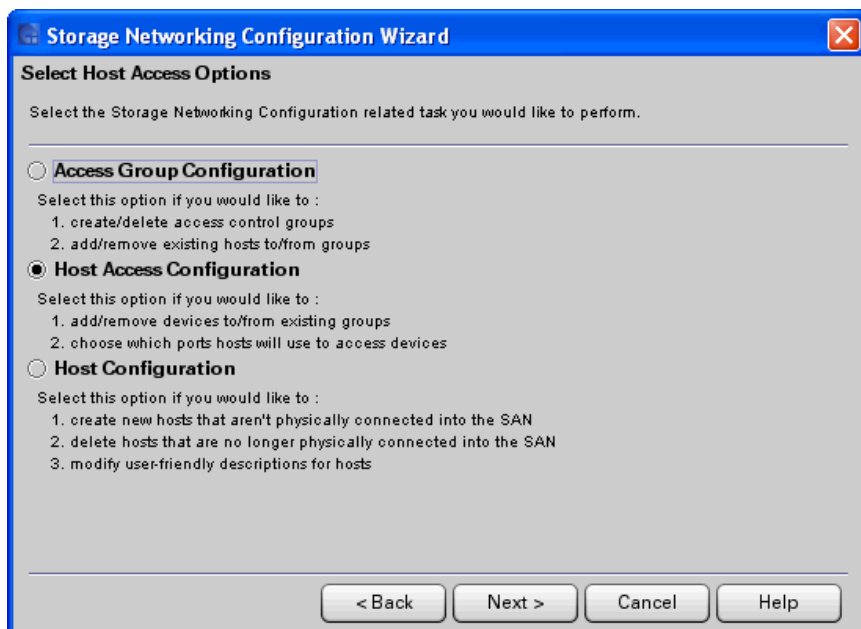 Storage Networking Configuration Wizard
Select Host Access Options
Select the Storage Networking Configuration related task you would like to perform.
Access Group Configuration
Select this option if you would like to :
1. create/delete access control groups
2. add/remove existing hosts to/from groups
Host Access Configuration
Select this option if you would like to :
1. add/remove devices to/from existing groups
2. choose which ports hosts will use to access devices
Host Configuration
Select this option if you would like to :
1. create new hosts that aren't physically connected into the SAN
2. delete hosts that are no longer physically connected into the SAN
3. modify user-friendly descriptions for hosts
< Back Next > Cancel Help